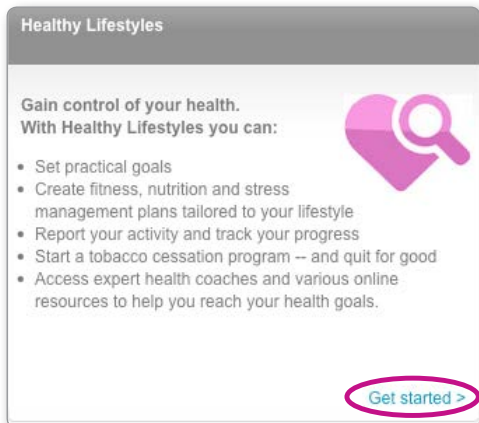 Healthy Lifestyles
Gain control of your health.
With Healthy Lifestyles you can:
• Set practical goals
• Create fitness, nutrition and stress
management plans tailored to your lifestyle
• Report your activity and track your progress
• Start a tobacco cessation program -- and quit for good
• Access expert health coaches and various online
resources to help you reach your health goals.
Get started >